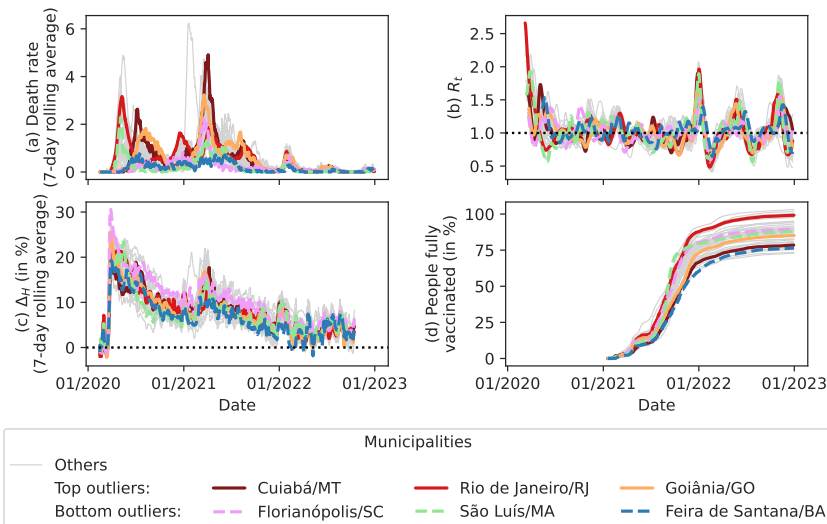 (a) Death rate
(7-day rolling average)
6
4
2
0
(b) Rt
2.5
2.0
1.5
1.0
0.5
(c) ΔH (in %)
(7-day rolling average)
30
20
10
0
01/2020 01/2021 01/2022 01/2023
Date
(d) People fully
vaccinated (in %)
100
75
50
25
0
01/2020 01/2021 01/2022 01/2023
Date
Municipalities
Others
Top outliers: Cuiabá/MT Rio de Janeiro/RJ Goiânia/GO
Bottom outliers: Florianópolis/SC São Luís/MA Feira de Santana/BA